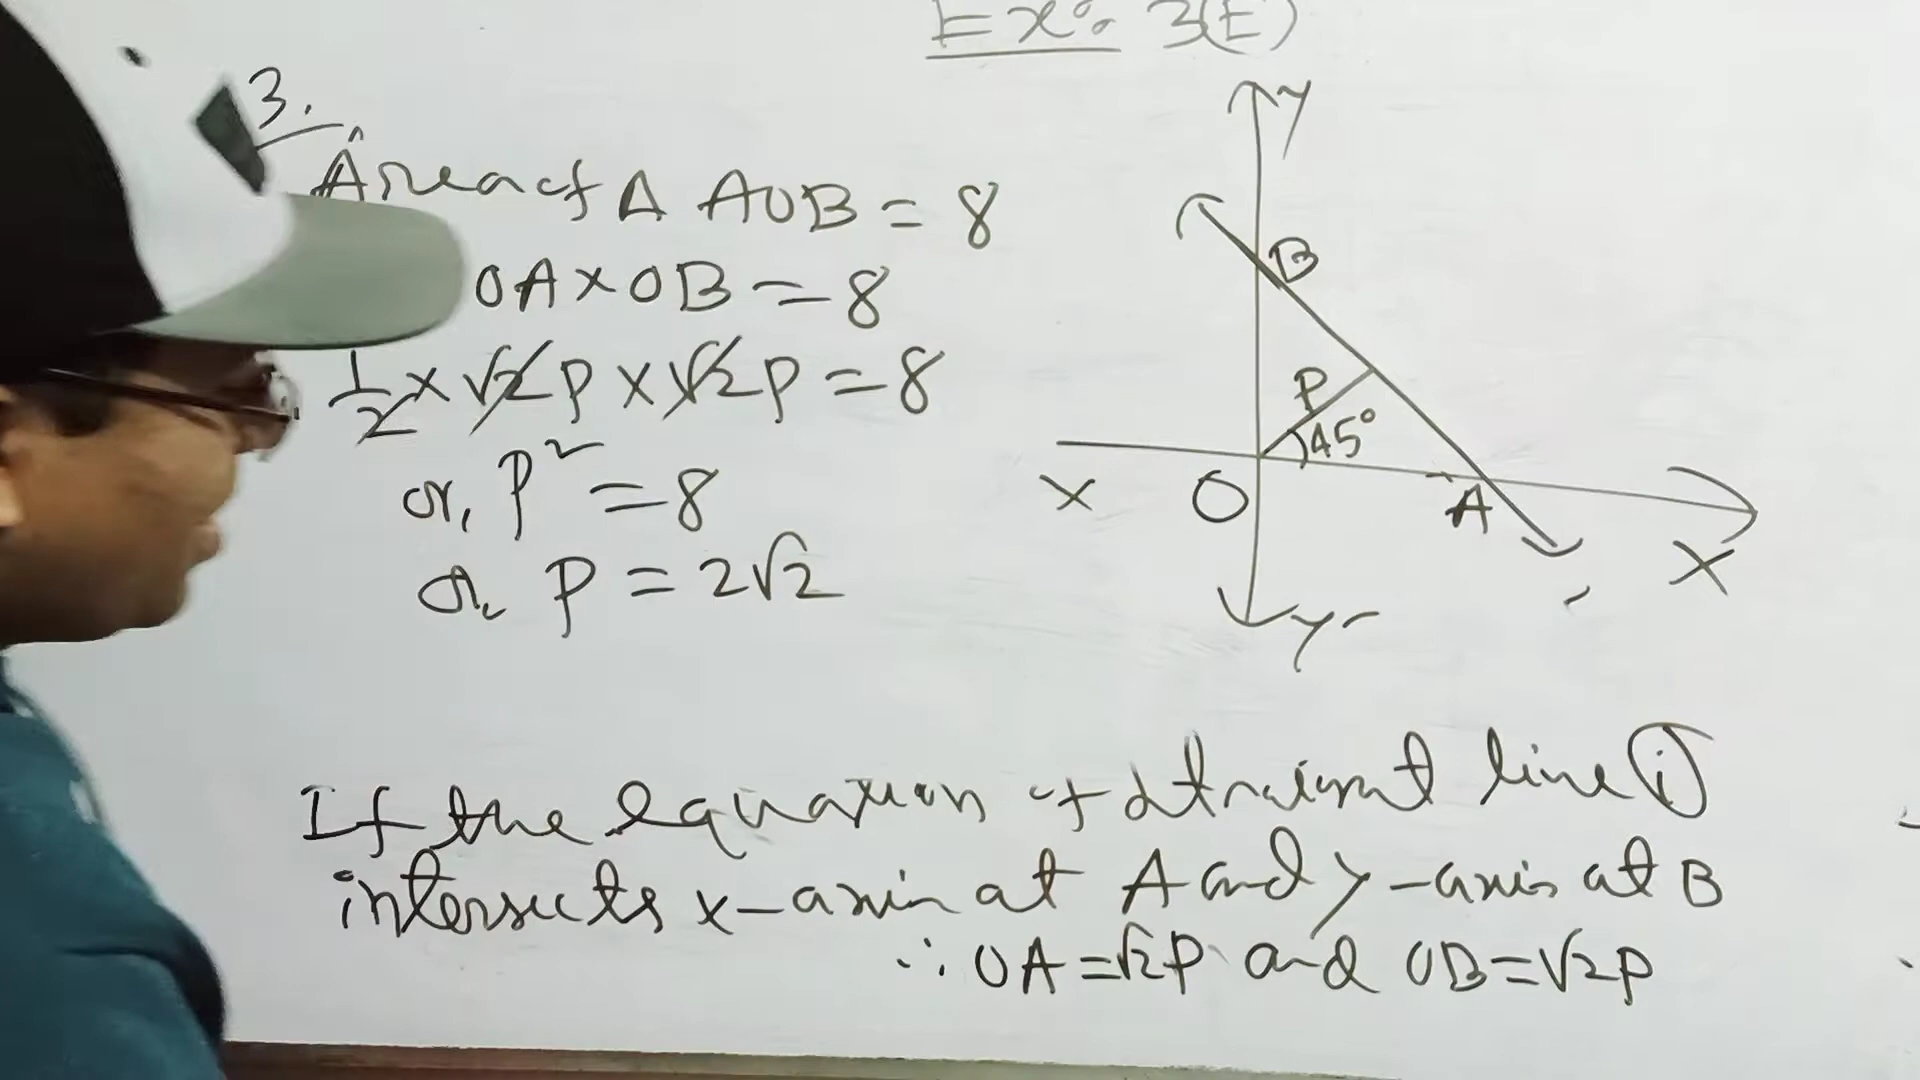 Ex: 3(E)
3.
Area of Δ AOB = 8
OA × OB = 8
1/2 × √2 p × √2 p = 8
or, p² = 8
or, p = 2√2
Y
B
P
45°
X
O
A
X
Y'
If the equation of straight line (i)
intersects x-axis at A and y-axis at B
∴ OA = √2 p and OB = √2 p